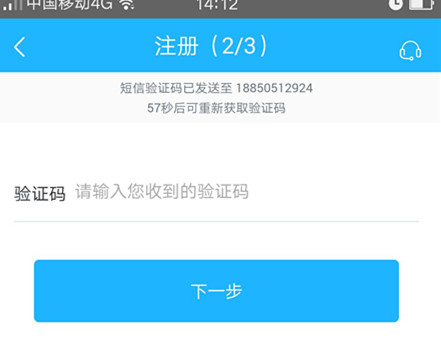 中国移动4G 14:12
注册（2/3）
短信验证码已发送至 18850512924
57秒后可重新获取验证码
验证码 请输入您收到的验证码
下一步